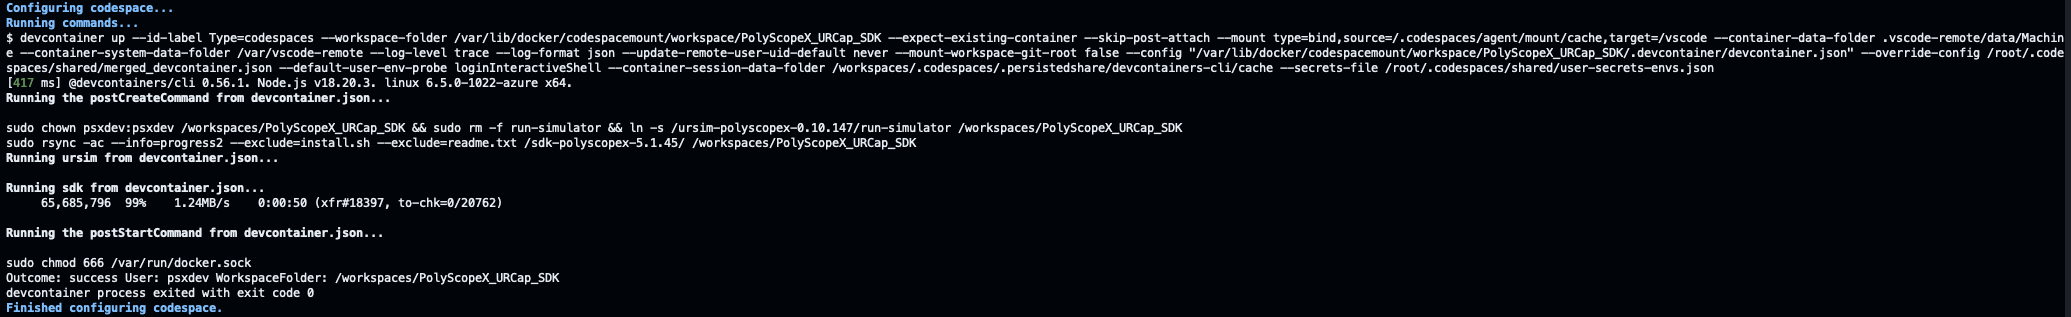 Configuring codespace...
Running commands...
$ devcontainer up --id-label Type=codespaces --workspace-folder /var/lib/docker/codespacemount/workspace/PolyScopeX_URCap_SDK --expect-existing-container --skip-post-attach --mount type=bind,source=/.codespaces/agent/mount/cache,target=/vscode --container-data-folder .vscode-remote/data/Machin
e --container-system-data-folder /var/vscode-remote --log-level trace --log-format json --update-remote-user-uid-default never --mount-workspace-git-root false --config "/var/lib/docker/codespacemount/workspace/PolyScopeX_URCap_SDK/.devcontainer/devcontainer.json" --override-config /root/.code
spaces/shared/merged_devcontainer.json --default-user-env-probe loginInteractiveShell --container-session-data-folder /workspaces/.codespaces/.persistedshare/devcontainers-cli/cache --secrets-file /root/.codespaces/shared/user-secrets-envs.json
[417 ms] @devcontainers/cli 0.56.1. Node.js v18.20.3. linux 6.5.0-1022-azure x64.
Running the postCreateCommand from devcontainer.json...
sudo chown psxdev:psxdev /workspaces/PolyScopeX_URCap_SDK && sudo rm -f run-simulator && ln -s /ursim-polyscopex-0.10.147/run-simulator /workspaces/PolyScopeX_URCap_SDK
sudo rsync -ac --info=progress2 --exclude=install.sh --exclude=readme.txt /sdk-polyscopex-5.1.45/ /workspaces/PolyScopeX_URCap_SDK
Running ursim from devcontainer.json...
Running sdk from devcontainer.json...
65,685,796  99%    1.24MB/s    0:00:50 (xfr#18397, to-chk=0/20762)
Running the postStartCommand from devcontainer.json...
sudo chmod 666 /var/run/docker.sock
Outcome: success User: psxdev WorkspaceFolder: /workspaces/PolyScopeX_URCap_SDK
devcontainer process exited with exit code 0
Finished configuring codespace.